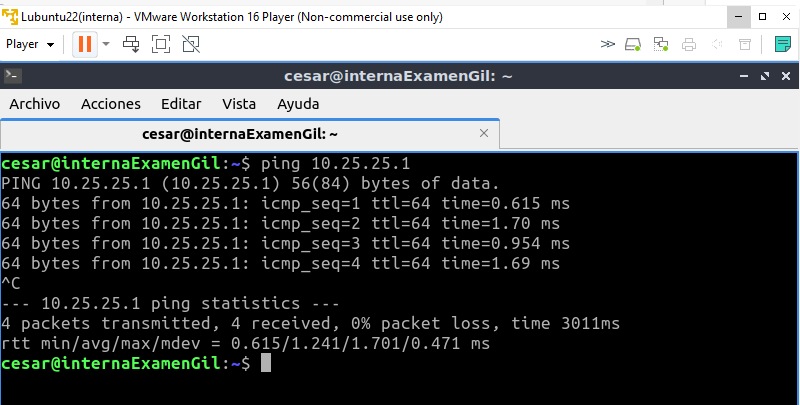 Lubuntu22(interna) - VMware Workstation 16 Player (Non-commercial use only)
Player
cesar@internaExamenGil: ~
Archivo Acciones Editar Vista Ayuda
cesar@internaExamenGil: ~
cesar@internaExamenGil:~$ ping 10.25.25.1
PING 10.25.25.1 (10.25.25.1) 56(84) bytes of data.
64 bytes from 10.25.25.1: icmp_seq=1 ttl=64 time=0.615 ms
64 bytes from 10.25.25.1: icmp_seq=2 ttl=64 time=1.70 ms
64 bytes from 10.25.25.1: icmp_seq=3 ttl=64 time=0.954 ms
64 bytes from 10.25.25.1: icmp_seq=4 ttl=64 time=1.69 ms
^C
--- 10.25.25.1 ping statistics ---
4 packets transmitted, 4 received, 0% packet loss, time 3011ms
rtt min/avg/max/mdev = 0.615/1.241/1.701/0.471 ms
cesar@internaExamenGil:~$